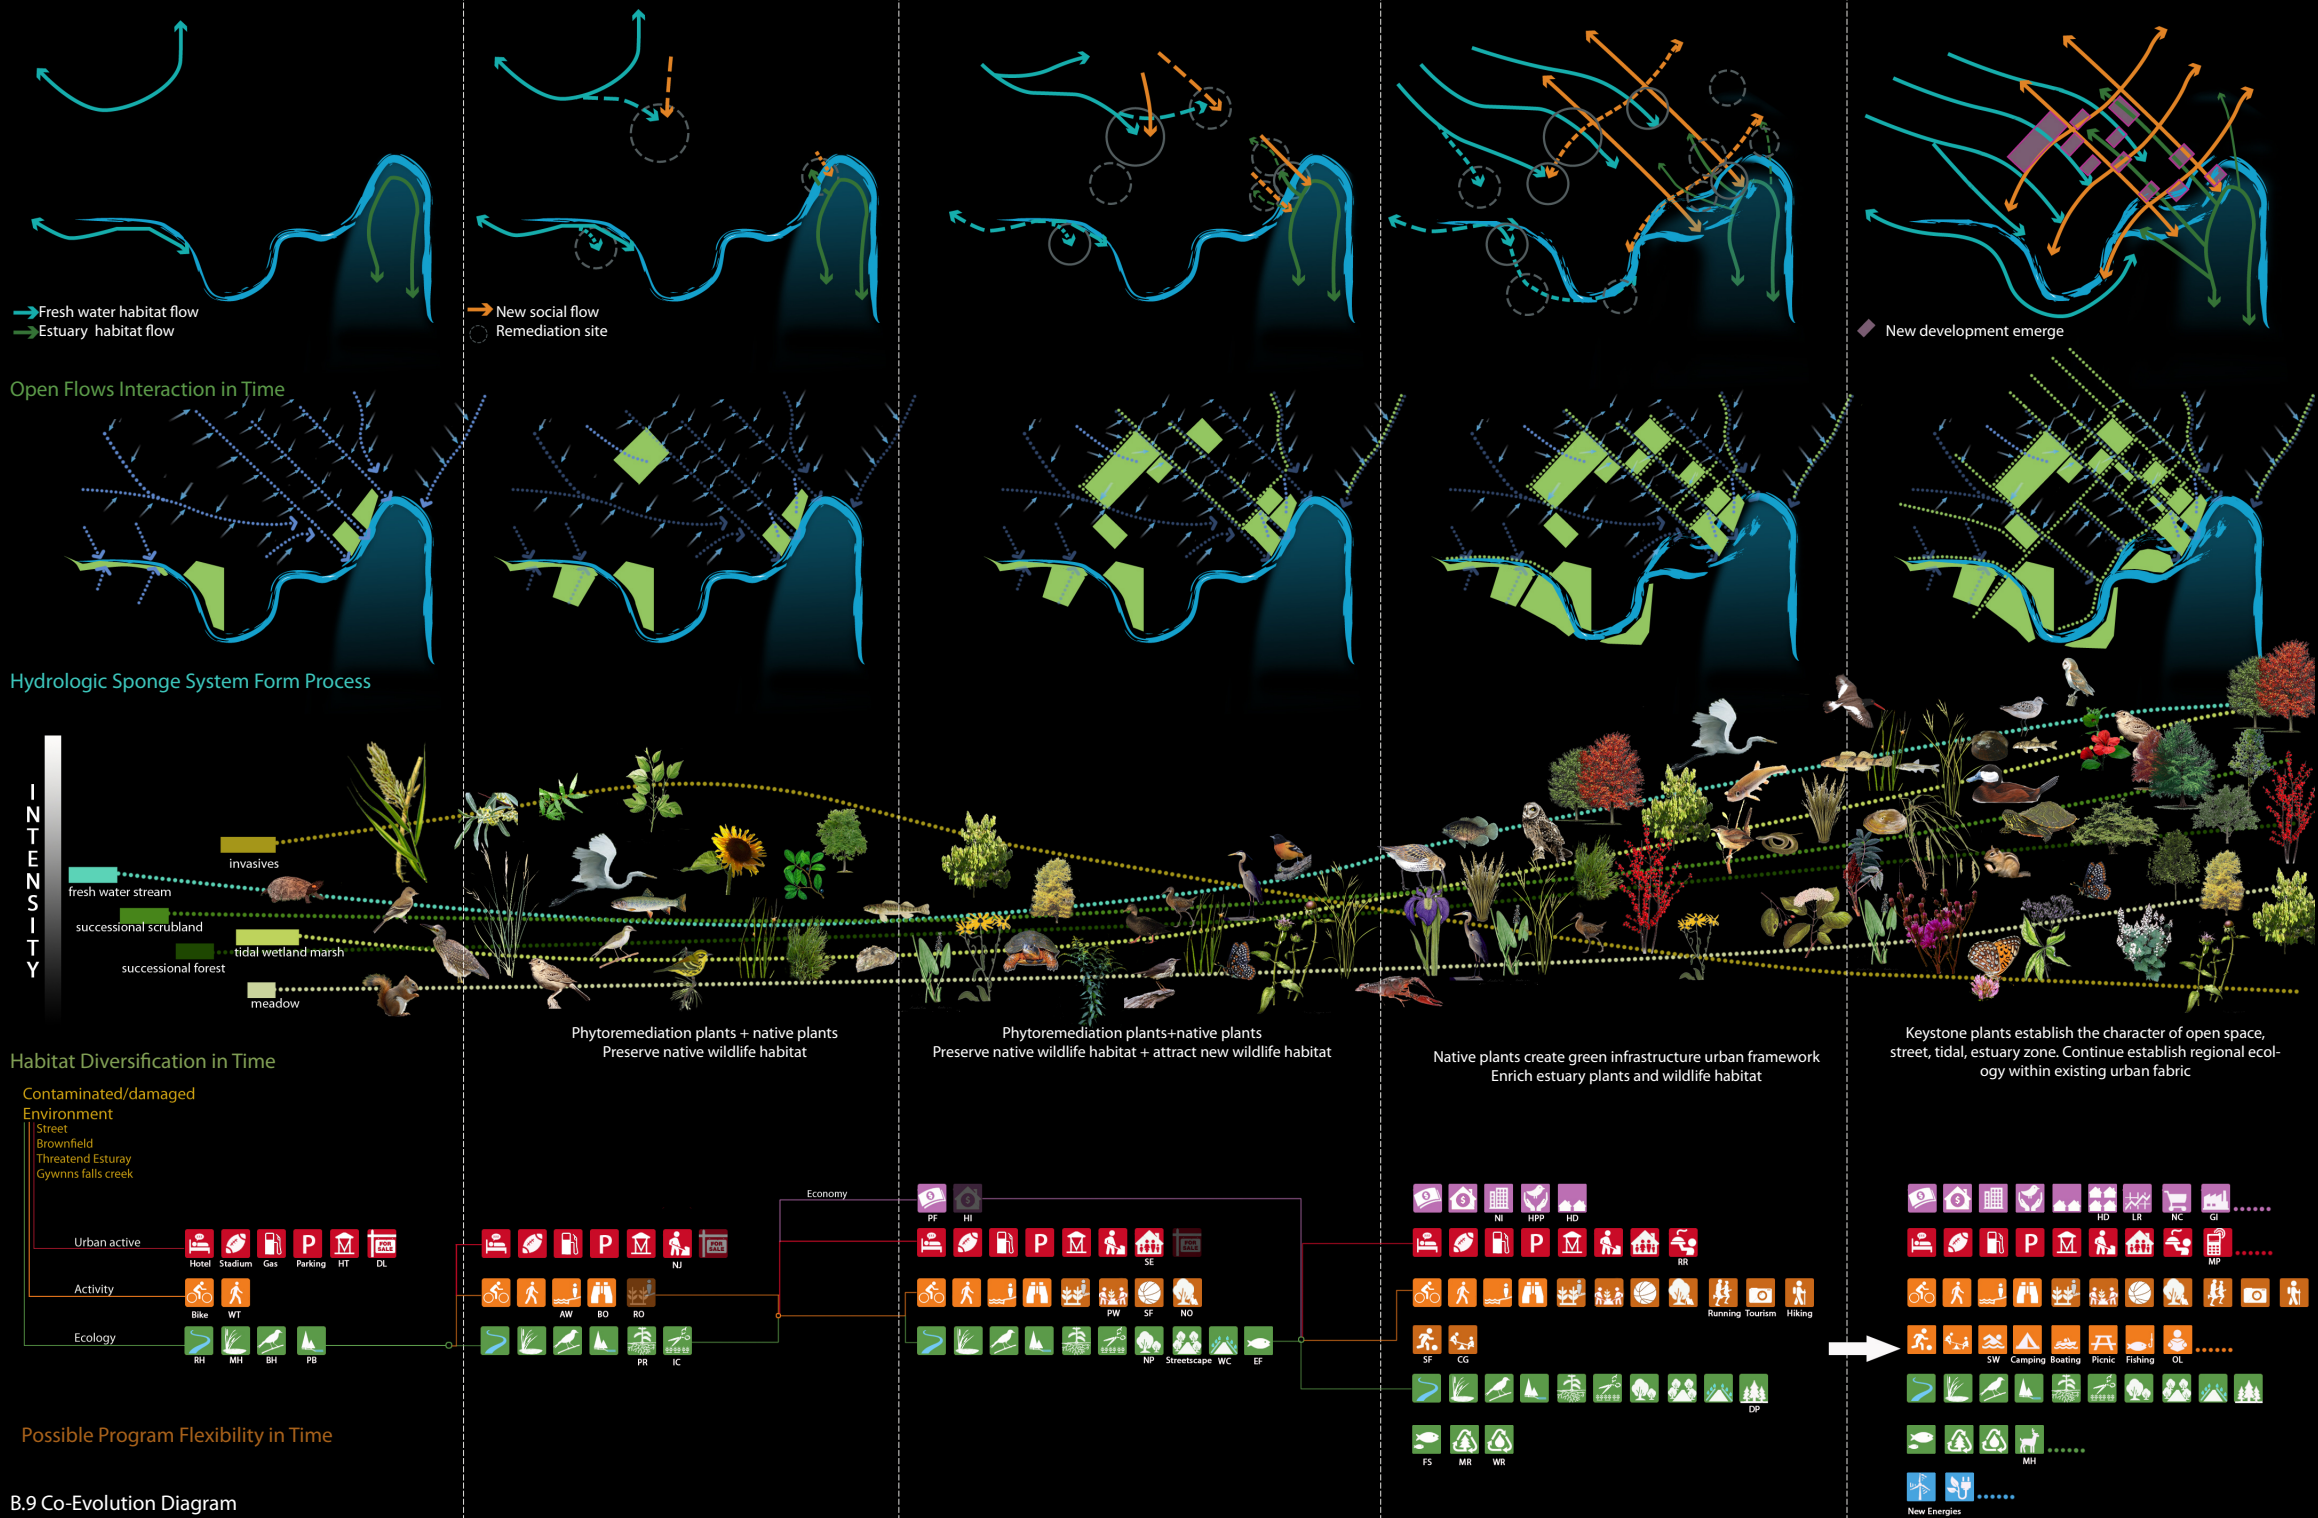 Fresh water habitat flow
Estuary habitat flow
New social flow
Remediation site
New development emerge
Open Flows Interaction in Time
Hydrologic Sponge System Form Process
INTENSITY
invasives
fresh water stream
successional scrubland
tidal wetland marsh
successional forest
meadow
Phytoremediation plants + native plants
Preserve native wildlife habitat
Phytoremediation plants+native plants
Preserve native wildlife habitat + attract new wildlife habitat
Native plants create green infrastructure urban framework
Enrich estuary plants and wildlife habitat
Keystone plants establish the character of open space,
street, tidal, estuary zone. Continue establish regional ecol-
ogy within existing urban fabric
Habitat Diversification in Time
Contaminated/damaged
Environment
Street
Brownfield
Threatend Esturay
Gywnns falls creek
Economy
PF HI
NI HPP HD
HD LR NC GI
Urban active
FOR SALE
Hotel Stadium Gas Parking HT DL
P
FOR SALE
NJ
P
FOR SALE
SE
P
RR
P
MP
Activity
Bike WT
AW BO RO
PW SF NO
Running Tourism Hiking
SF CG
SW Camping Boating Picnic Fishing OL
Ecology
RH MH BH PB
PR IC
NP Streetscape WC EF
DP
FS MR WR
MH
New Energies
Possible Program Flexibility in Time
B.9 Co-Evolution Diagram